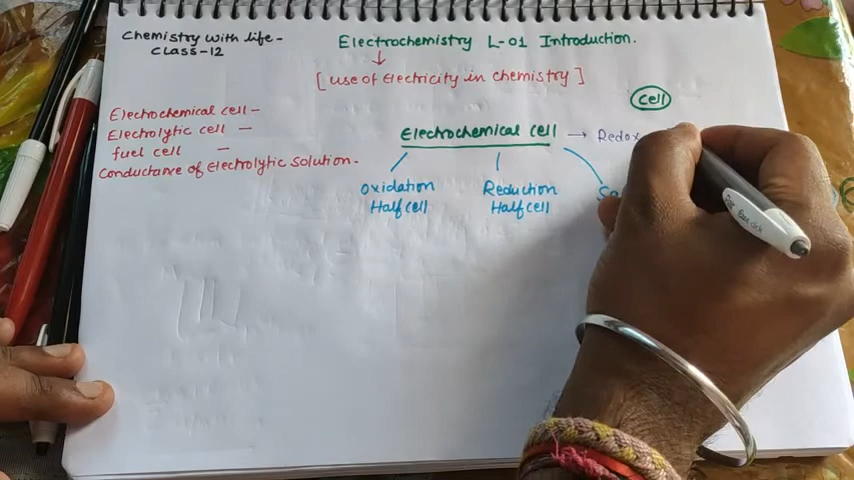 Chemistry with life-
Class-12
Electrochemistry L-01 Introduction.
[ Use of Electricity in chemistry ]
cell
Electrochemical cell-
Electrolytic cell -
fuel cell -
Conductance of Electrolytic solution-
Electrochemical cell → Redox
Oxidation
Half cell
Reduction
Half cell